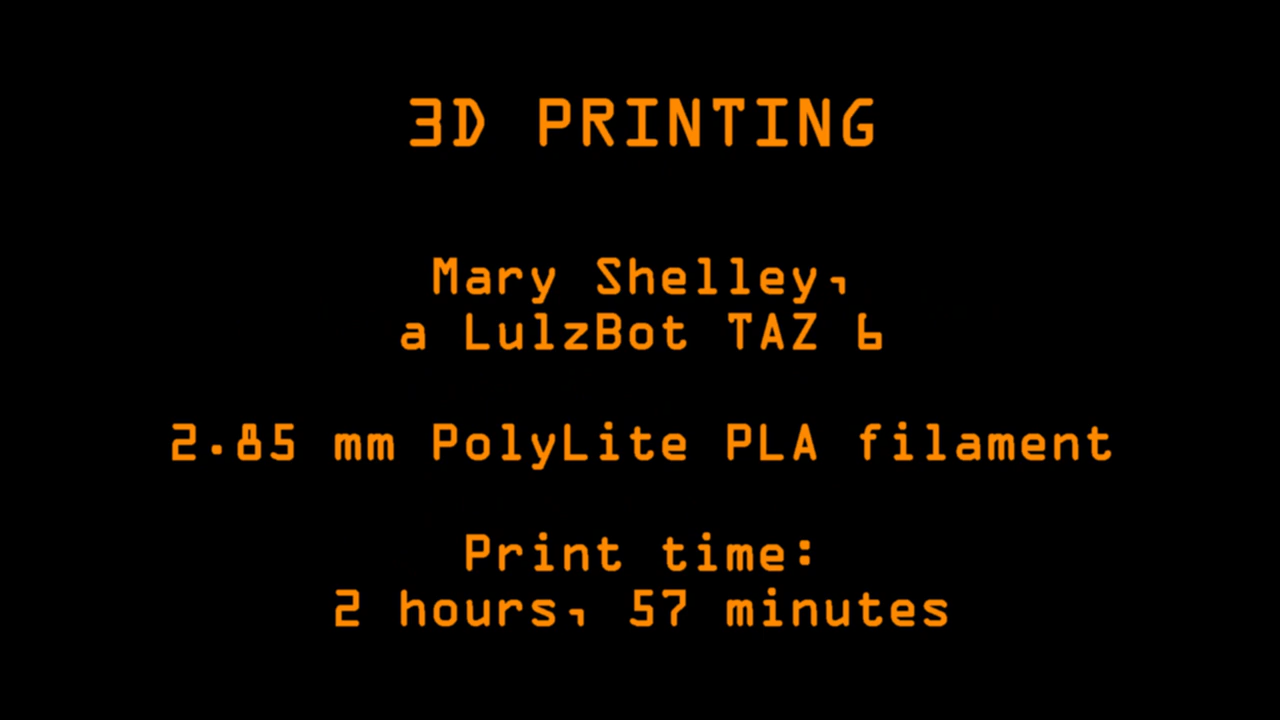 3D PRINTING
Mary Shelley,
a LulzBot TAZ 6
2.85 mm PolyLite PLA filament
Print time:
2 hours, 57 minutes